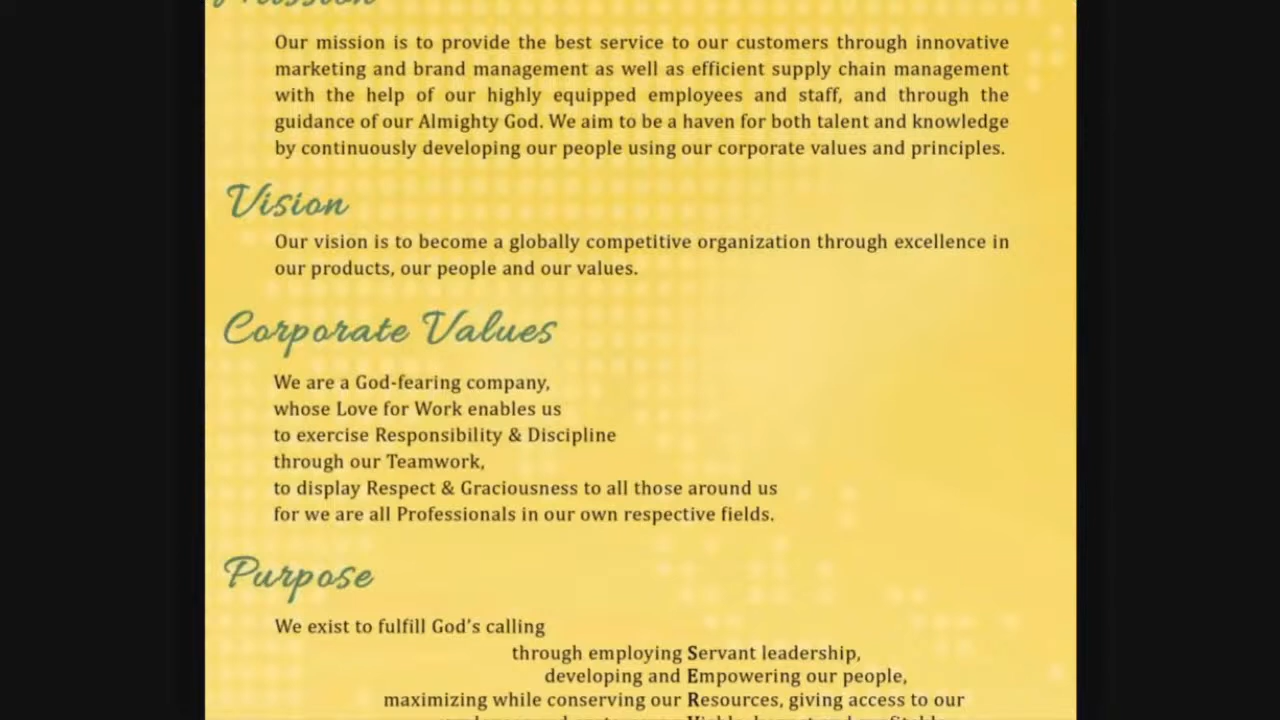 Mission
Our mission is to provide the best service to our customers through innovative
marketing and brand management as well as efficient supply chain management
with the help of our highly equipped employees and staff, and through the
guidance of our Almighty God. We aim to be a haven for both talent and knowledge
by continuously developing our people using our corporate values and principles.
Vision
Our vision is to become a globally competitive organization through excellence in
our products, our people and our values.
Corporate Values
We are a God-fearing company,
whose Love for Work enables us
to exercise Responsibility & Discipline
through our Teamwork,
to display Respect & Graciousness to all those around us
for we are all Professionals in our own respective fields.
Purpose
We exist to fulfill God's calling
through employing Servant leadership,
developing and Empowering our people,
maximizing while conserving our Resources, giving access to our